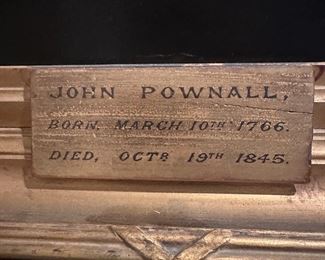 JOHN POWNALL,
BORN, MARCH 10TH 1766.
DIED, OCTR 19TH 1845.